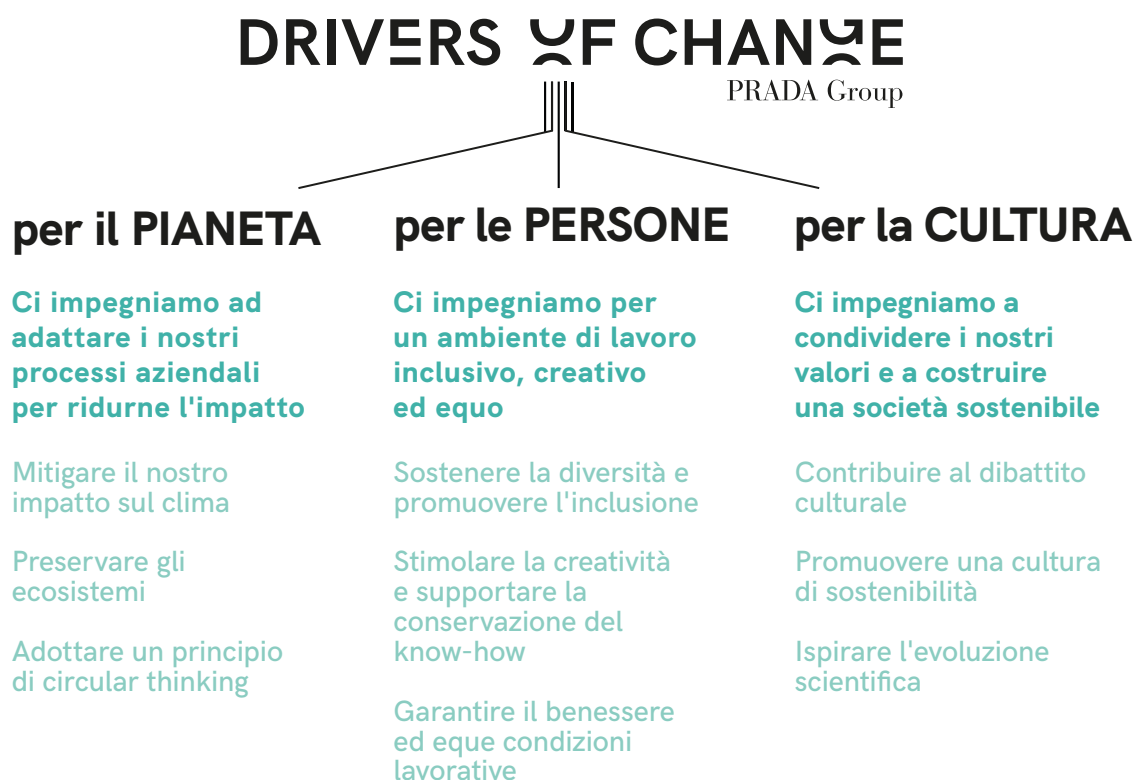 DRIVERS OF CHANGE
PRADA Group
per il PIANETA
Ci impegniamo ad
adattare i nostri
processi aziendali
per ridurne l'impatto
Mitigare il nostro
impatto sul clima
Preservare gli
ecosistemi
Adottare un principio
di circular thinking
per le PERSONE
Ci impegniamo per
un ambiente di lavoro
inclusivo, creativo
ed equo
Sostenere la diversità e
promuovere l'inclusione
Stimolare la creatività
e supportare la
conservazione del
know-how
Garantire il benessere
ed eque condizioni
lavorative
per la CULTURA
Ci impegniamo a
condividere i nostri
valori e a costruire
una società sostenibile
Contribuire al dibattito
culturale
Promuovere una cultura
di sostenibilità
Ispirare l'evoluzione
scientifica